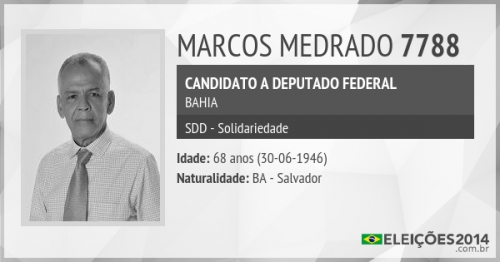 MARCOS MEDRADO 7788
CANDIDATO A DEPUTADO FEDERAL
BAHIA
SDD - Solidariedade
Idade: 68 anos (30-06-1946)
Naturalidade: BA - Salvador
ELEIÇÕES2014
.com.br